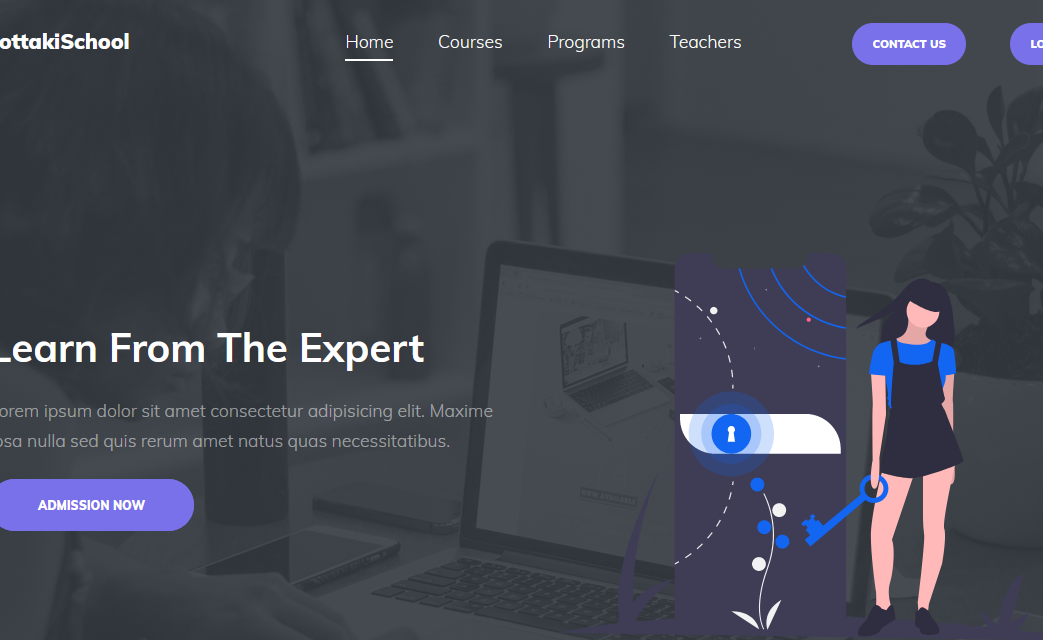 ottakiSchool
Home
Courses
Programs
Teachers
CONTACT US
LO
Learn From The Expert
orem ipsum dolor sit amet consectetur adipisicing elit. Maxime
osa nulla sed quis rerum amet natus quas necessitatibus.
ADMISSION NOW